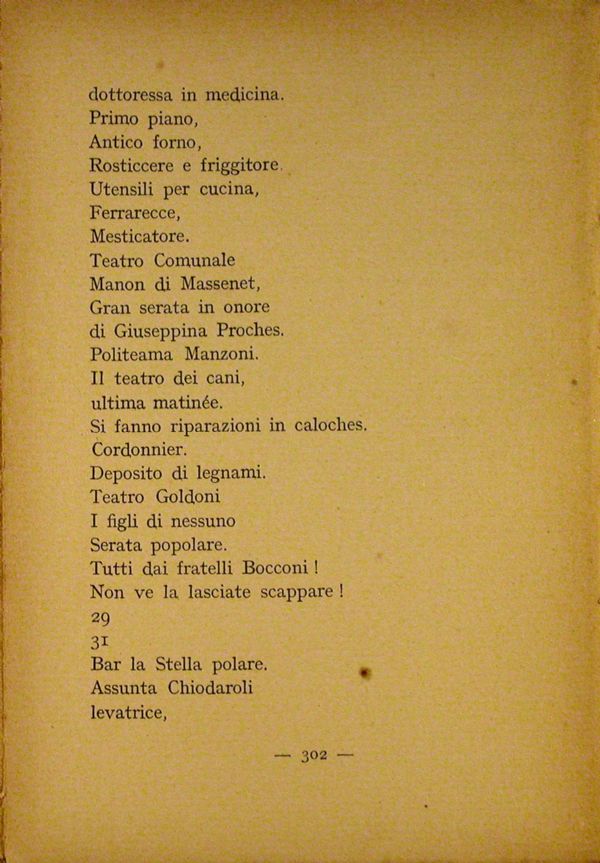 dottoressa in medicina.
Primo piano,
Antico forno,
Rosticcere e friggitore.
Utensili per cucina,
Ferrarecce,
Mesticatore.
Teatro Comunale
Manon di Massenet,
Gran serata in onore
di Giuseppina Proches.
Politeama Manzoni.
Il teatro dei cani,
ultima matinée.
Si fanno riparazioni in caloches.
Cordonnier.
Deposito di legnami.
Teatro Goldoni
I figli di nessuno
Serata popolare.
Tutti dai fratelli Bocconi !
Non ve la lasciate scappare !
29
31
Bar la Stella polare.
Assunta Chiodaroli
levatrice,
— 302 —